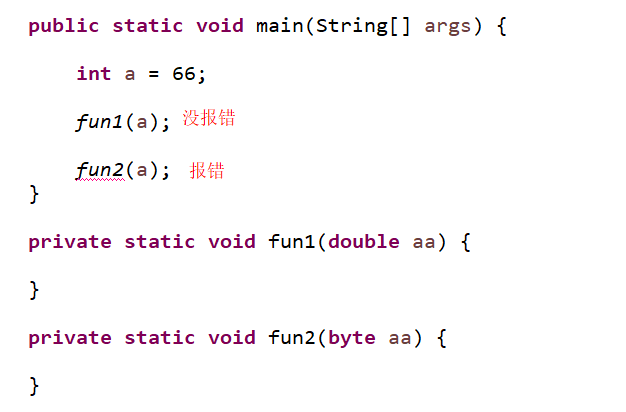 public static void main(String[] args) {
int a = 66;
fun1(a); 没报错
fun2(a); 报错
}
private static void fun1(double aa) {
}
private static void fun2(byte aa) {
}